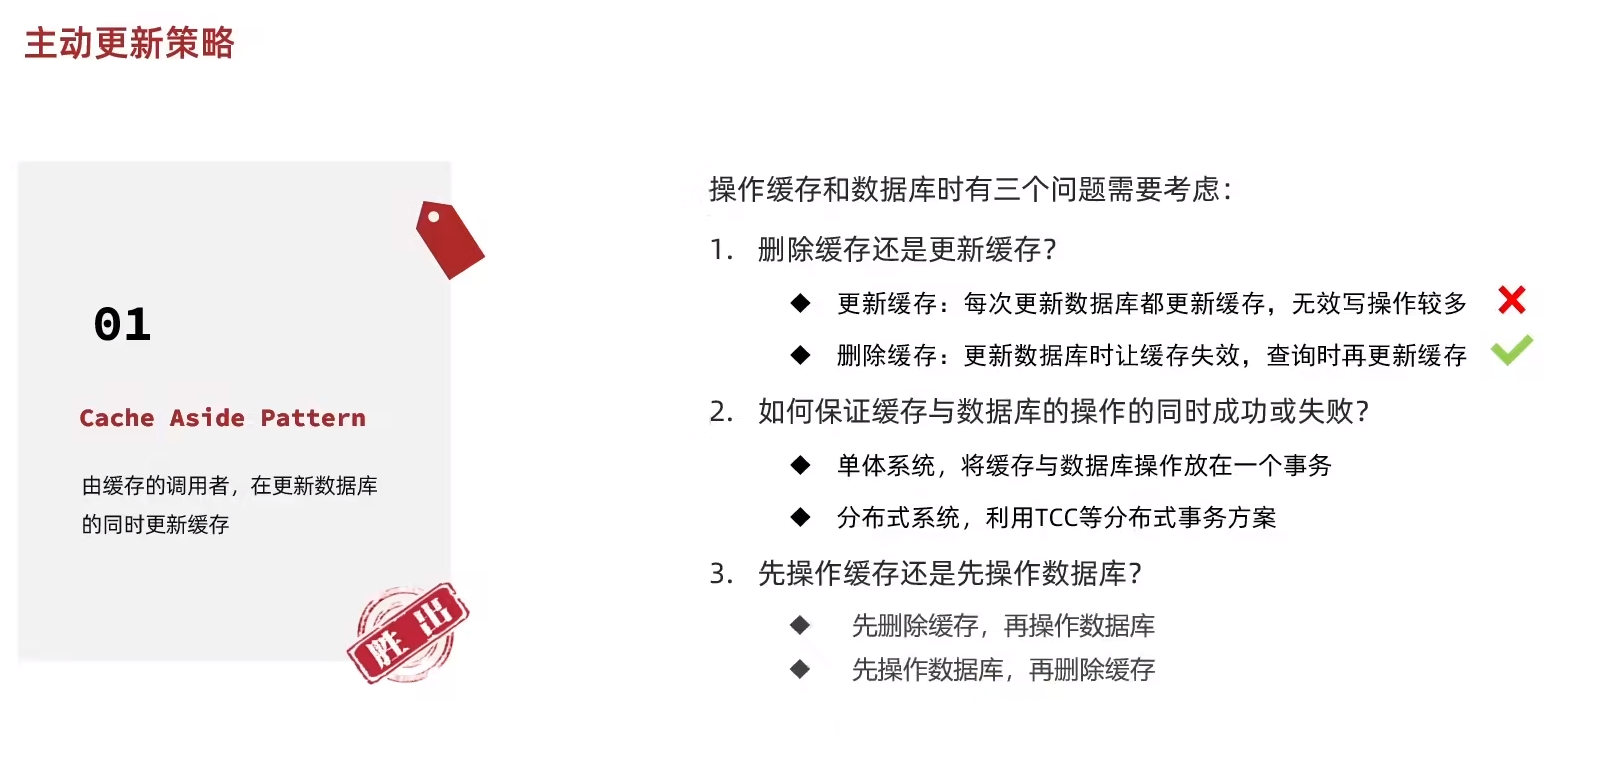 主动更新策略
01
Cache Aside Pattern
由缓存的调用者，在更新数据库
的同时更新缓存
胜出
操作缓存和数据库时有三个问题需要考虑：
1. 删除缓存还是更新缓存？
◆ 更新缓存：每次更新数据库都更新缓存，无效写操作较多
◆ 删除缓存：更新数据库时让缓存失效，查询时再更新缓存
2. 如何保证缓存与数据库的操作的同时成功或失败？
◆ 单体系统，将缓存与数据库操作放在一个事务
◆ 分布式系统，利用TCC等分布式事务方案
3. 先操作缓存还是先操作数据库？
◆ 先删除缓存，再操作数据库
◆ 先操作数据库，再删除缓存